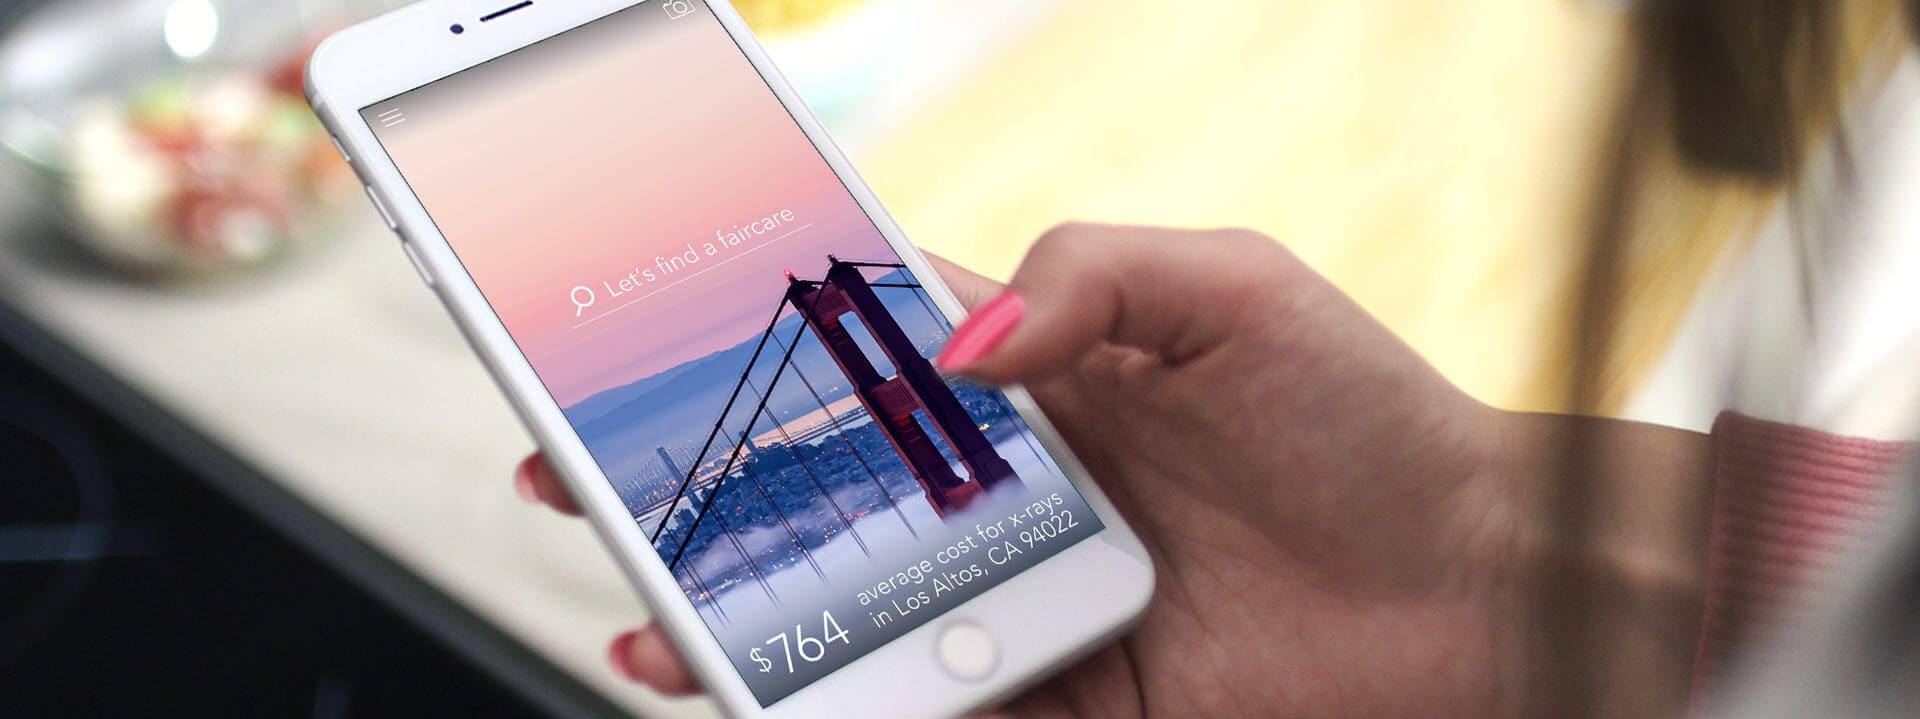 Let's find a faircare
$764
average cost for x-rays
in Los Altos, CA 94022